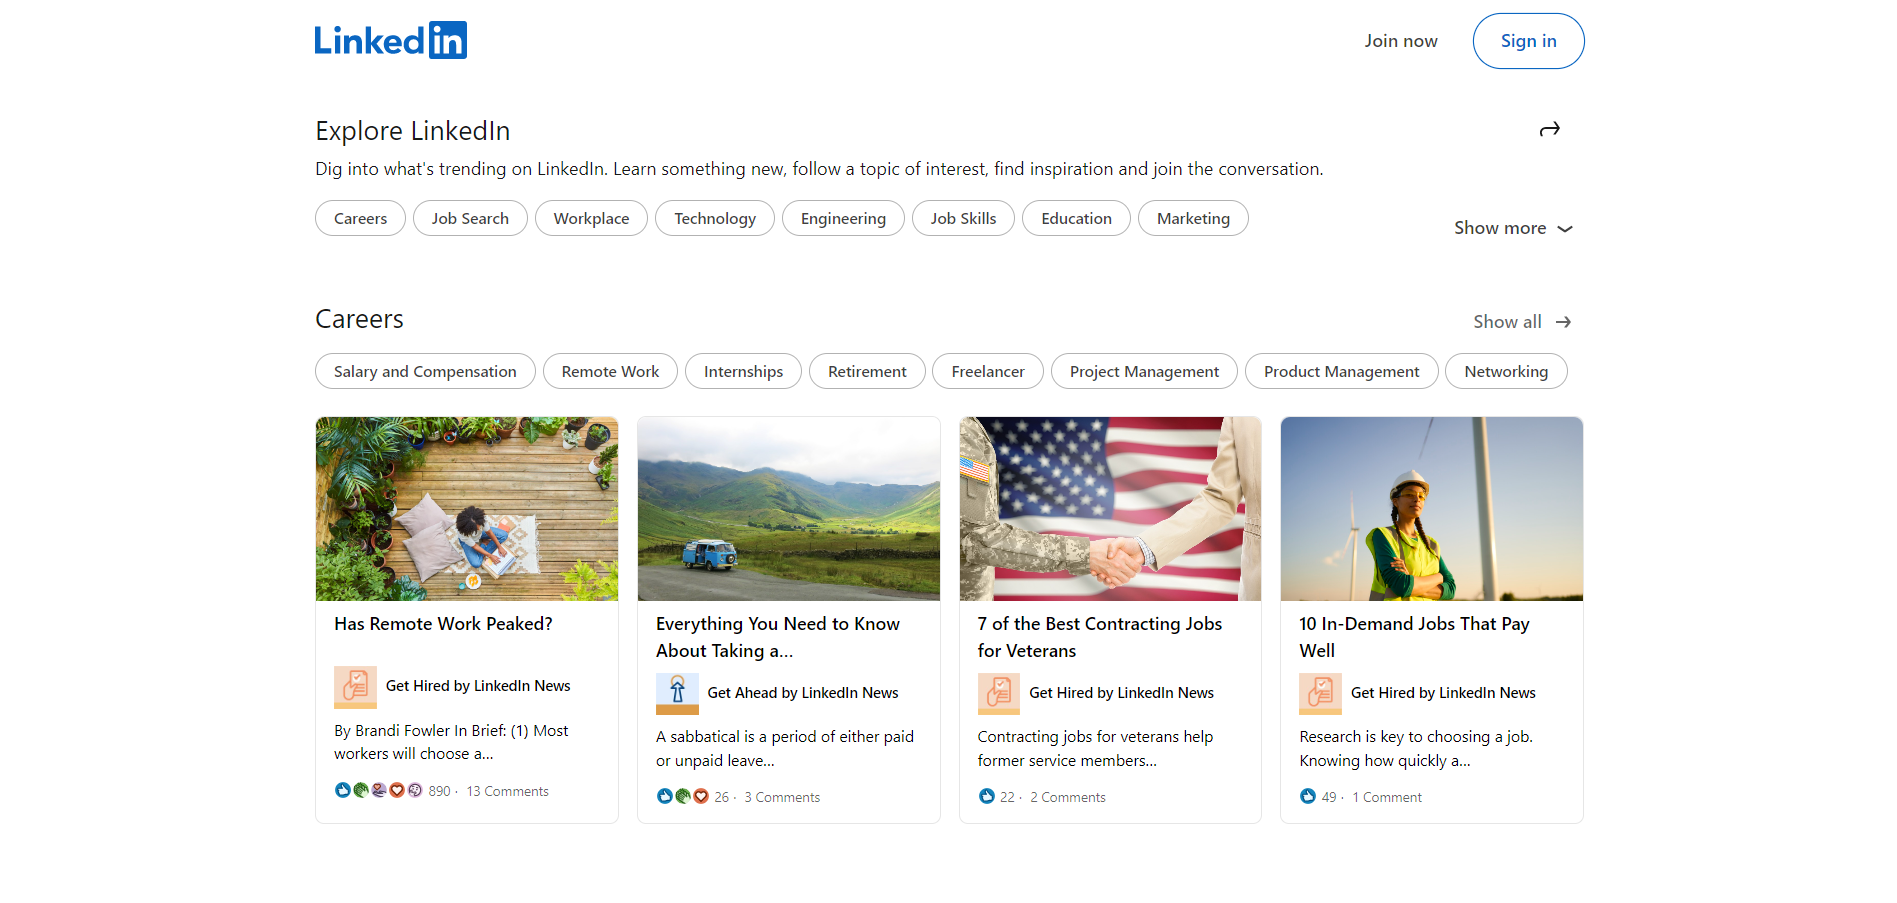 LinkedIn
Join now
Sign in
Explore LinkedIn
Dig into what's trending on LinkedIn. Learn something new, follow a topic of interest, find inspiration and join the conversation.
Careers
Job Search
Workplace
Technology
Engineering
Job Skills
Education
Marketing
Show more
Careers
Show all
Salary and Compensation
Remote Work
Internships
Retirement
Freelancer
Project Management
Product Management
Networking
Has Remote Work Peaked?
Get Hired by LinkedIn News
By Brandi Fowler In Brief: (1) Most
workers will choose a...
890 · 13 Comments
Everything You Need to Know
About Taking a...
Get Ahead by LinkedIn News
A sabbatical is a period of either paid
or unpaid leave...
26 · 3 Comments
7 of the Best Contracting Jobs
for Veterans
Get Hired by LinkedIn News
Contracting jobs for veterans help
former service members...
22 · 2 Comments
10 In-Demand Jobs That Pay
Well
Get Hired by LinkedIn News
Research is key to choosing a job.
Knowing how quickly a...
49 · 1 Comment